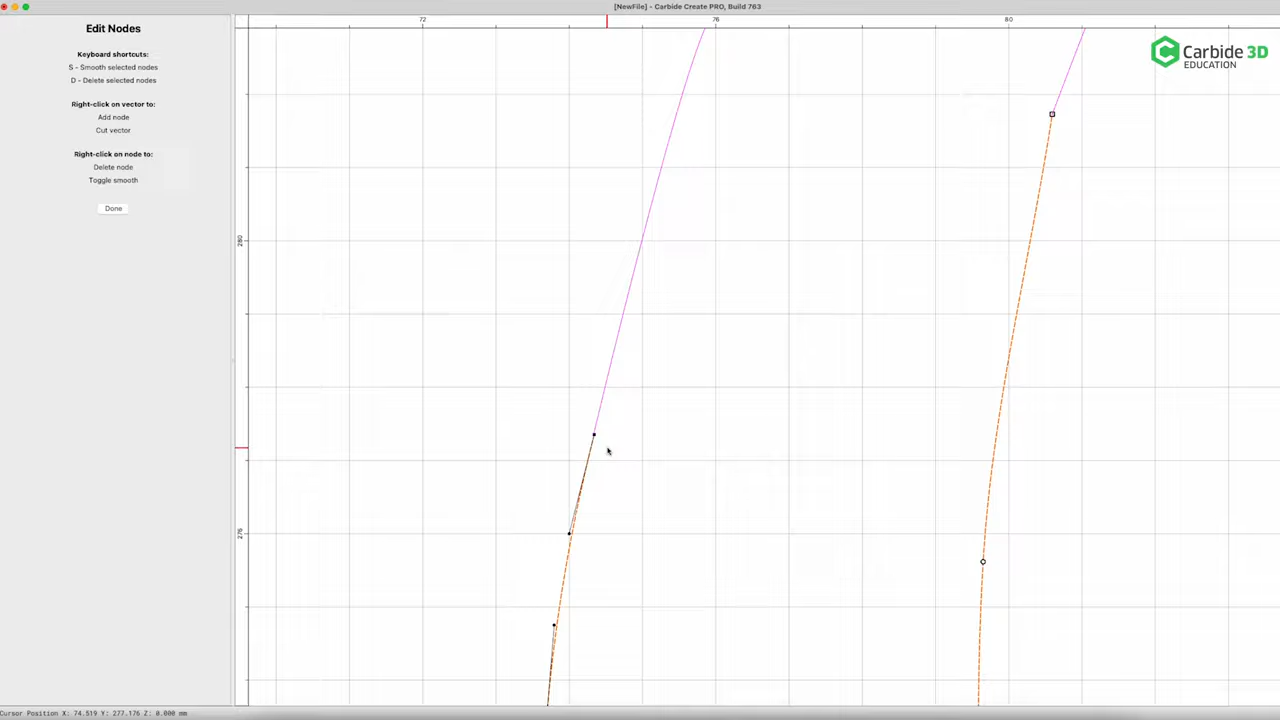 [NewFile] - Carbide Create PRO, Build 763
Edit Nodes
Keyboard shortcuts:
S - Smooth selected nodes
D - Delete selected nodes
Right-click on vector to:
Add node
Cut vector
Right-click on node to:
Delete node
Toggle smooth
Done
72
76
80
280
276
Carbide 3D
EDUCATION
Cursor Position X: 74.519 Y: 277.176 Z: 0.000 mm